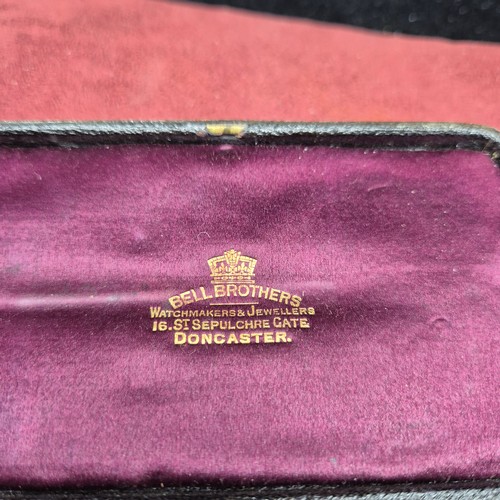 BELL BROTHERS
WATCHMAKERS & JEWELLERS
16. ST SEPULCHRE GATE
DONCASTER.